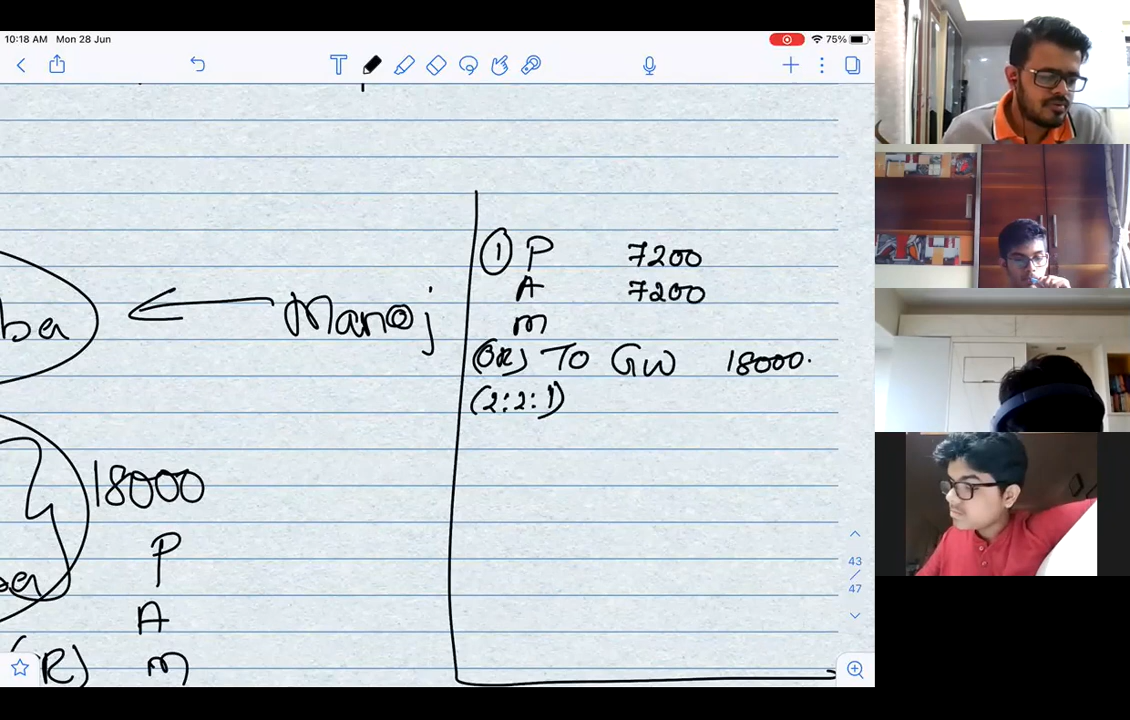 10:18 AM Mon 28 Jun
75%
T
① P 7200
A 7200
ba ← Manoj
m
(OR) To GW 18000.
(2:2:1)
18000
P
43
/
47
A
(R) m